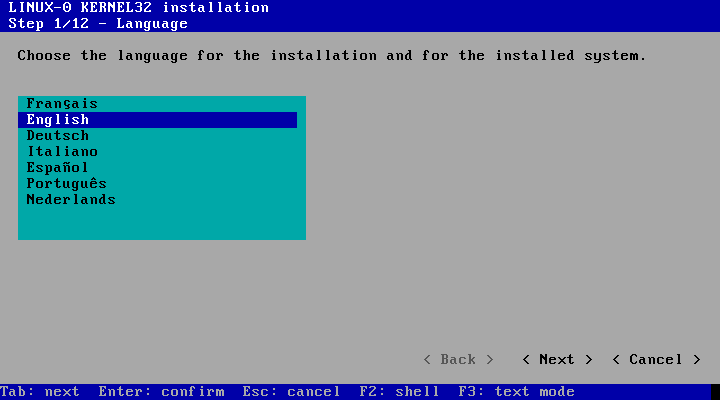 LINUX-0 KERNEL32 installation
Step 1/12 - Language
Choose the language for the installation and for the installed system.
Français
English
Deutsch
Italiano
Español
Português
Nederlands
< Back >  < Next >  < Cancel >
Tab: next  Enter: confirm  Esc: cancel  F2: shell  F3: text mode